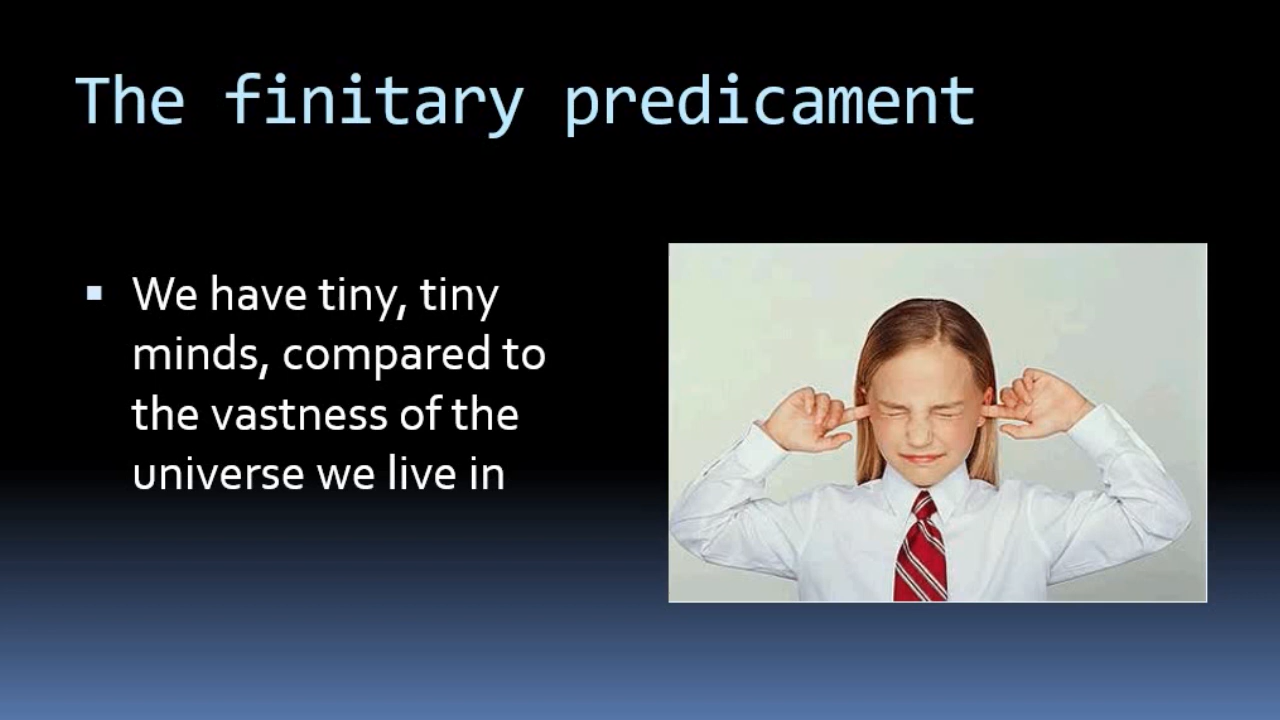 The finitary predicament
We have tiny, tiny
minds, compared to
the vastness of the
universe we live in